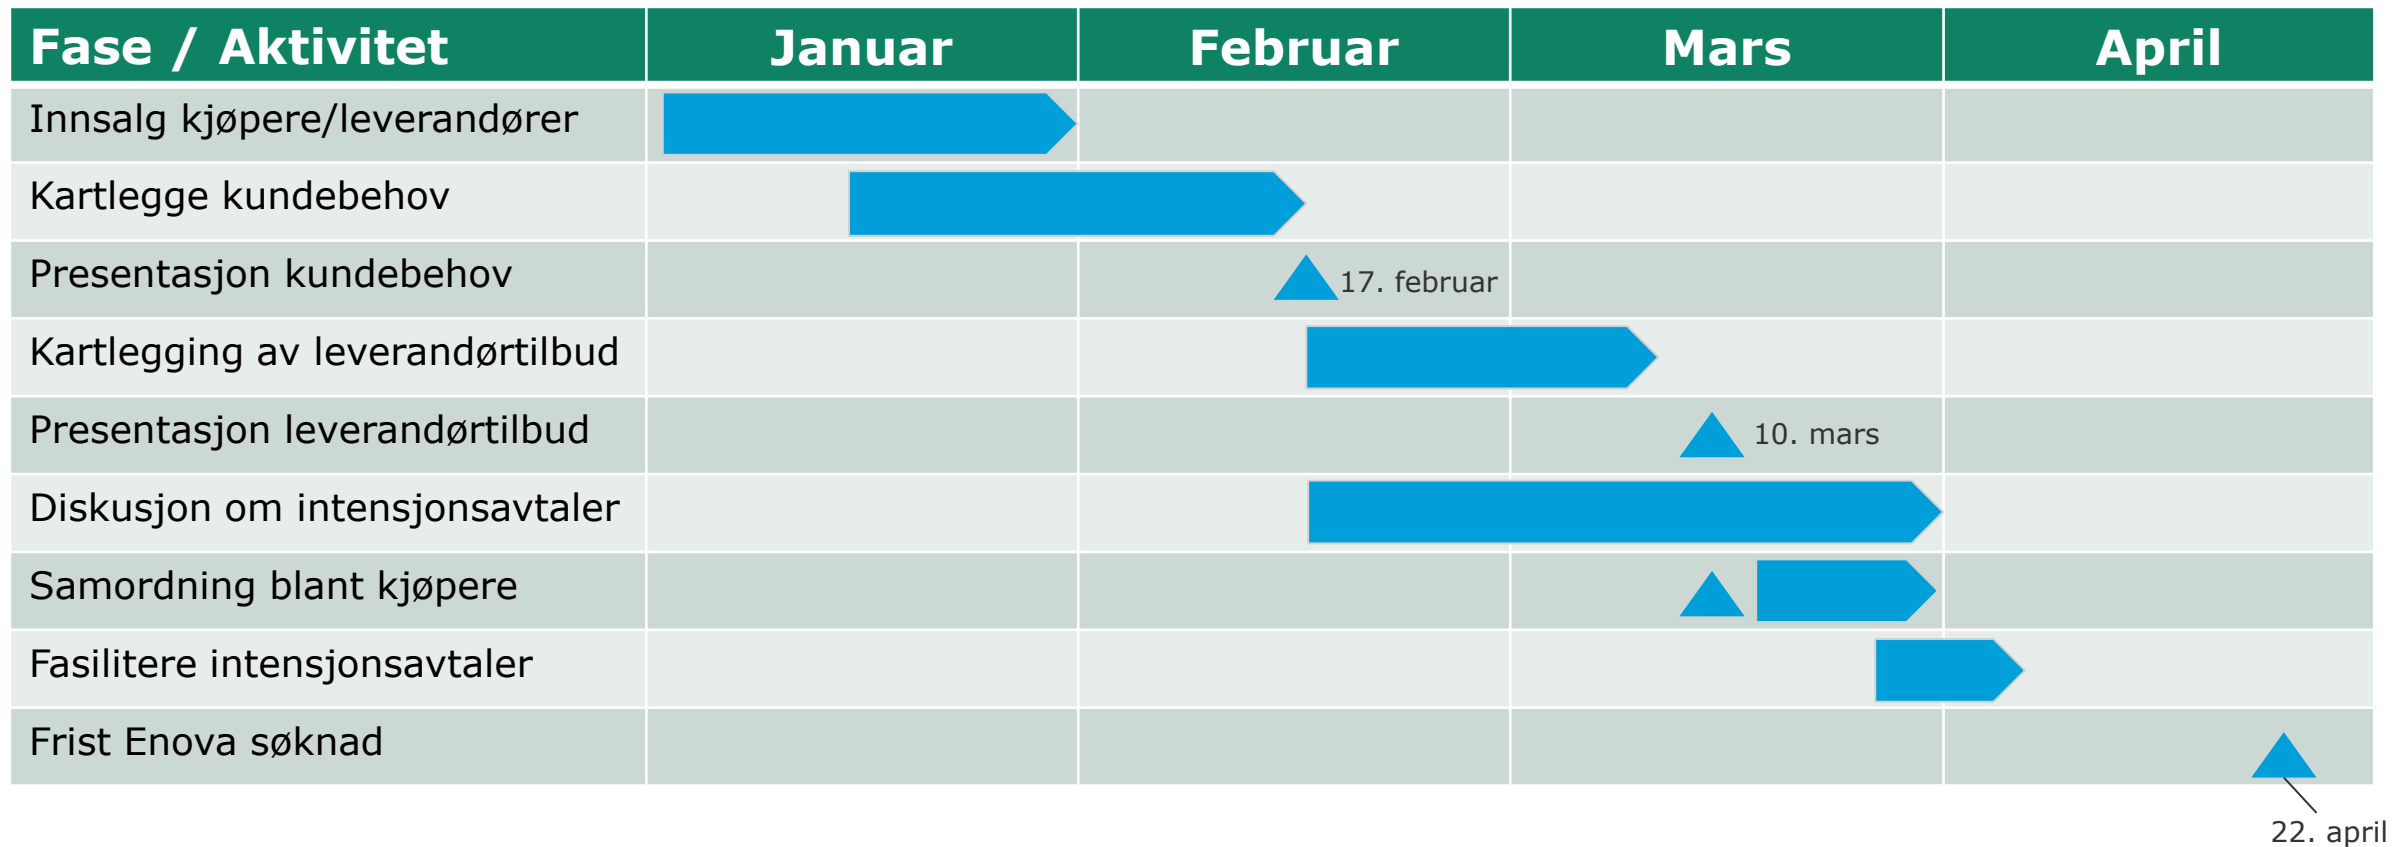 Fase / Aktivitet Januar Februar Mars April
Innsalg kjøpere/leverandører
Kartlegge kundebehov
Presentasjon kundebehov 17. februar
Kartlegging av leverandørtilbud
Presentasjon leverandørtilbud 10. mars
Diskusjon om intensjonsavtaler
Samordning blant kjøpere
Fasilitere intensjonsavtaler
Frist Enova søknad
22. april